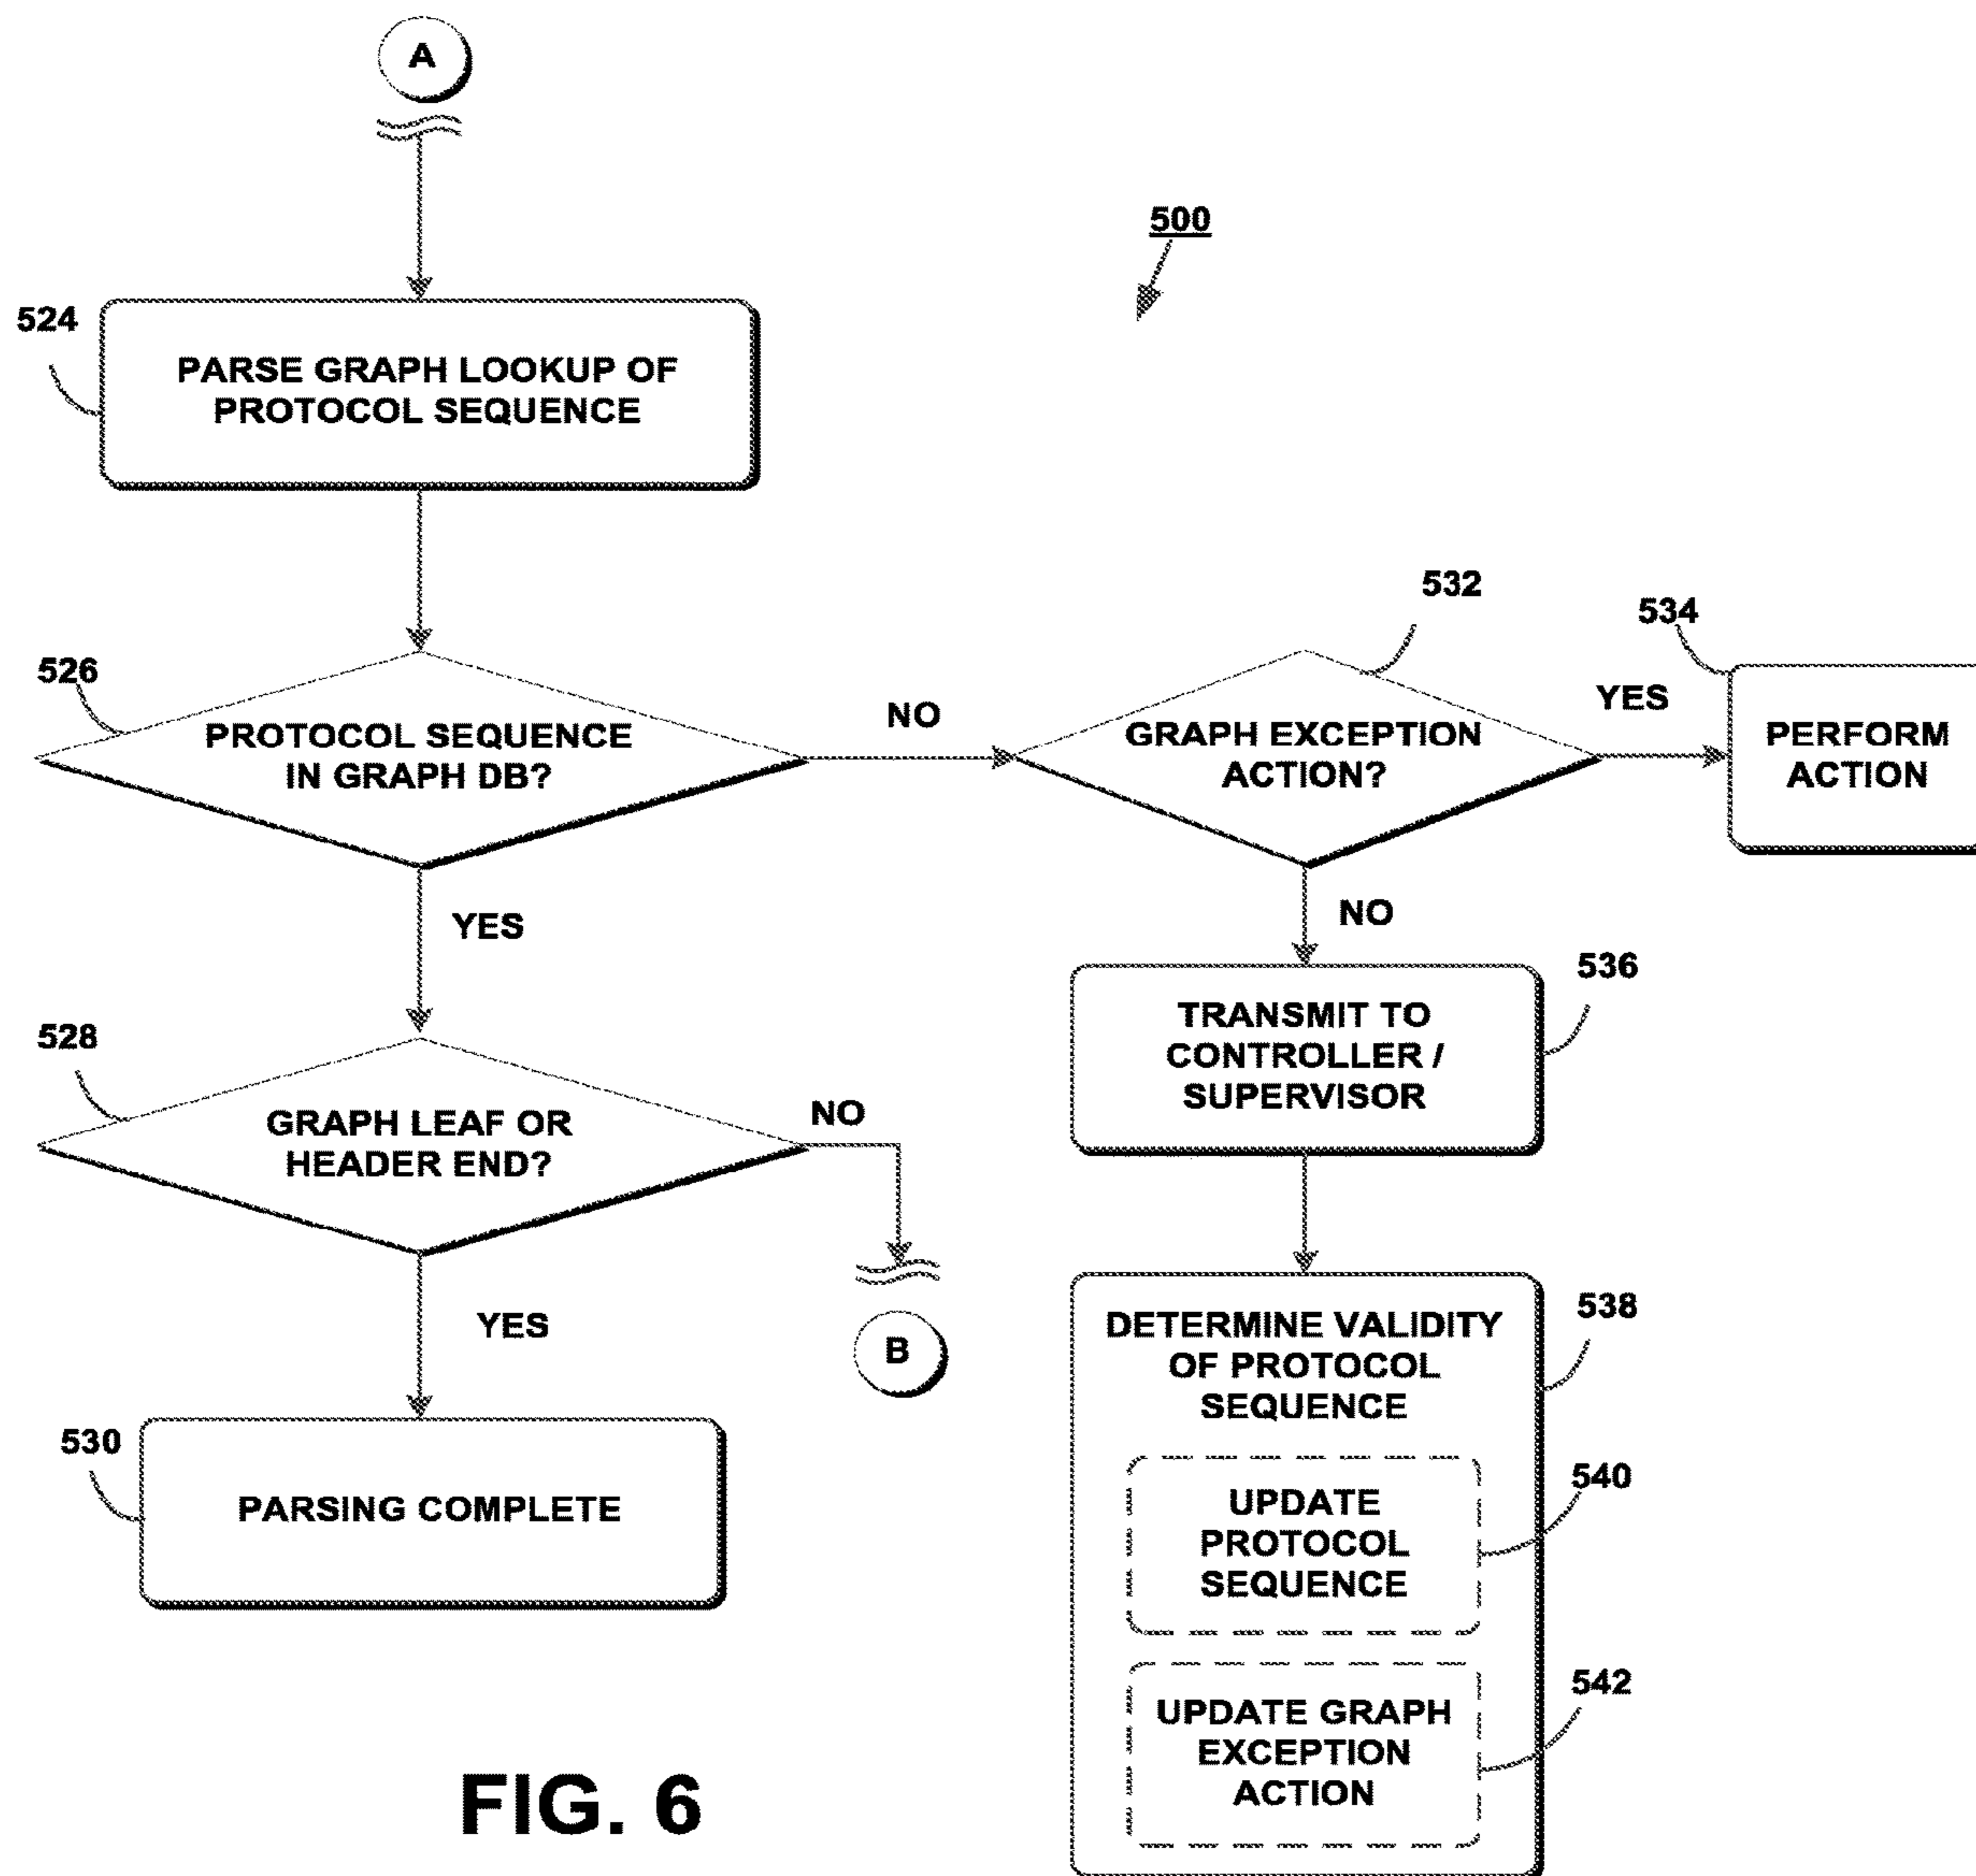 A
500
524
PARSE GRAPH LOOKUP OF
PROTOCOL SEQUENCE
526
PROTOCOL SEQUENCE
IN GRAPH DB?
NO
532
GRAPH EXCEPTION
ACTION?
YES
534
PERFORM
ACTION
YES
NO
528
GRAPH LEAF OR
HEADER END?
NO
B
536
TRANSMIT TO
CONTROLLER /
SUPERVISOR
YES
530
PARSING COMPLETE
538
DETERMINE VALIDITY
OF PROTOCOL
SEQUENCE
540
UPDATE
PROTOCOL
SEQUENCE
542
UPDATE GRAPH
EXCEPTION
ACTION
FIG. 6